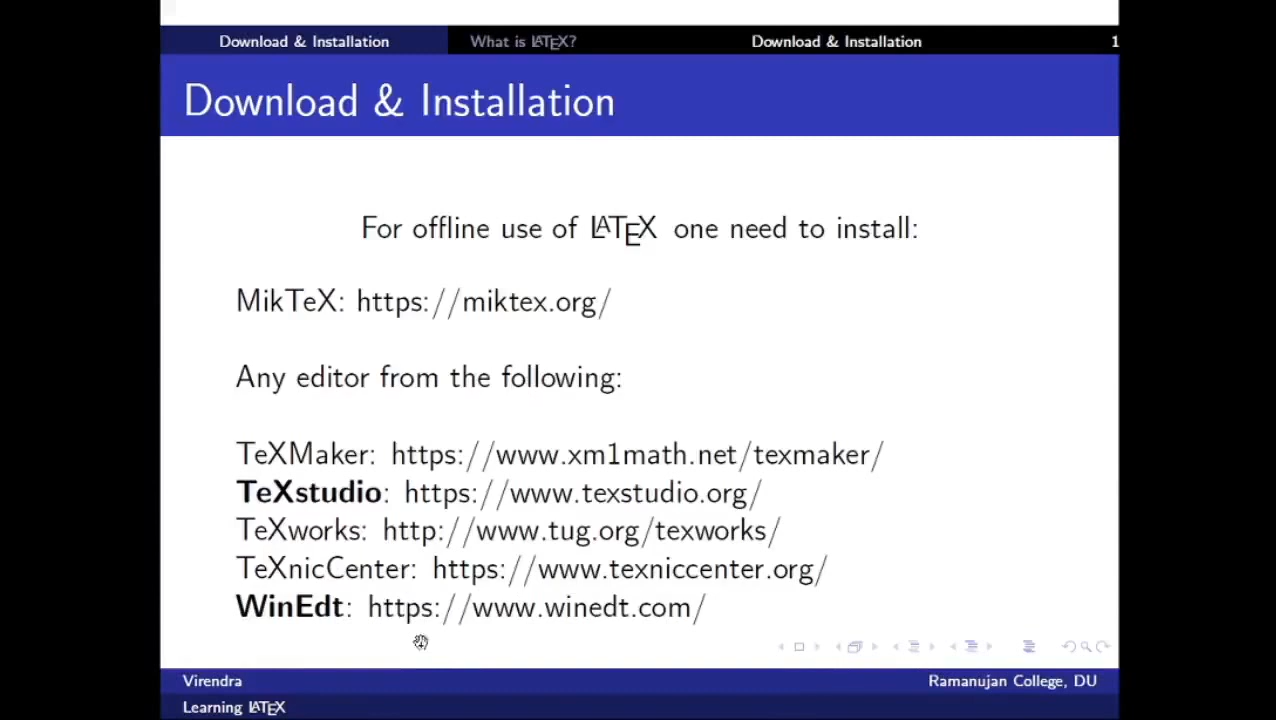 Download & Installation What is LATEX? Download & Installation 1
Download & Installation
For offline use of LATEX one need to install:
MikTeX: https://miktex.org/
Any editor from the following:
TeXMaker: https://www.xm1math.net/texmaker/
TeXstudio: https://www.texstudio.org/
TeXworks: http://www.tug.org/texworks/
TeXnicCenter: https://www.texniccenter.org/
WinEdt: https://www.winedt.com/
Virendra Ramanujan College, DU
Learning LATEX